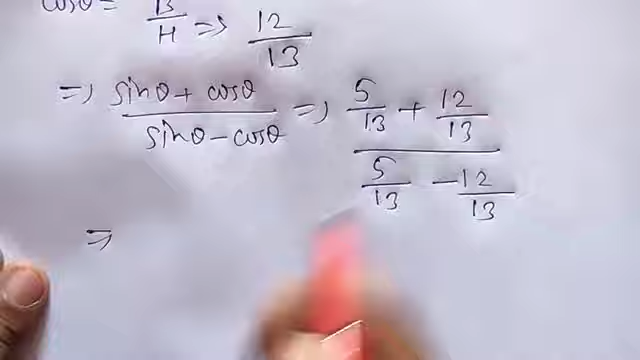 cosθ = B/H ⇒ 12/13
⇒ (sinθ + cosθ)/(sinθ − cosθ) ⇒ (5/13 + 12/13)/(5/13 − 12/13)
⇒